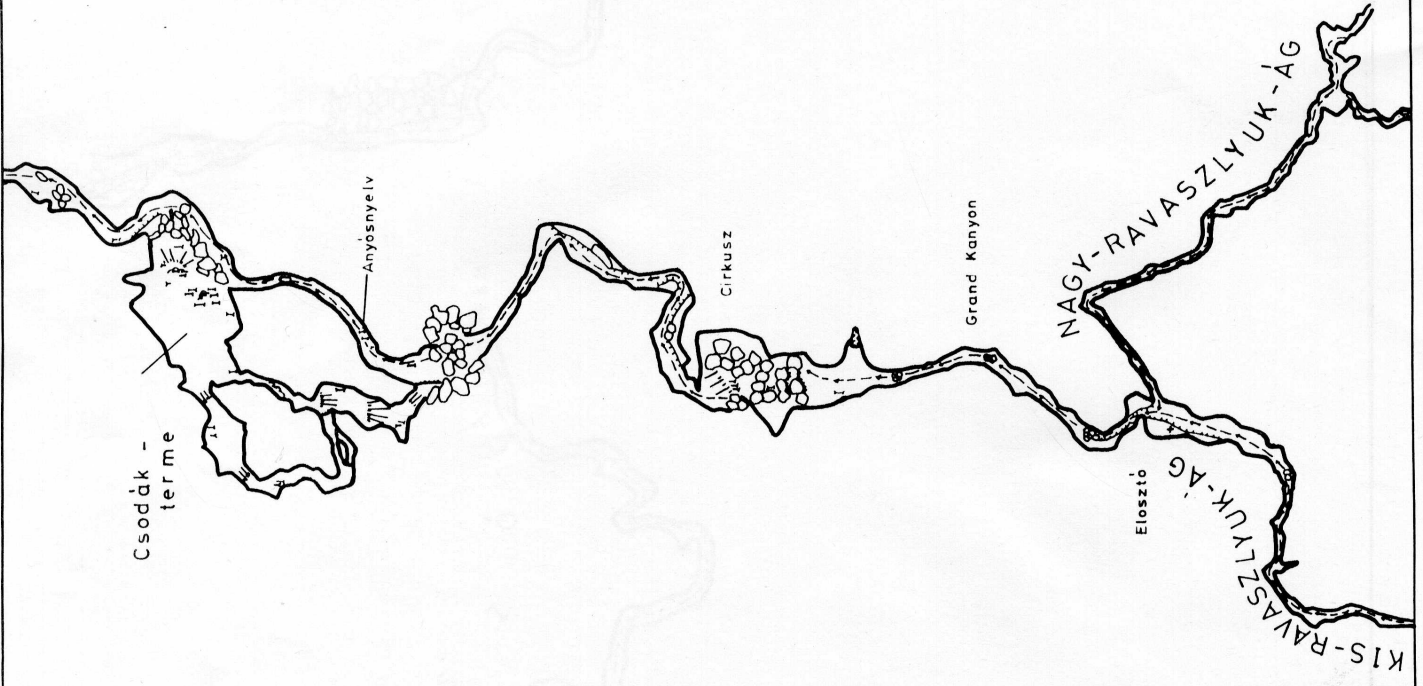 Csodák -
terme
Anyósnyelv
Cirkusz
Grand Kanyon
Elosztó
NAGY-RAVASZLYUK-ÁG
KIS-RAVASZLYUK-ÁG